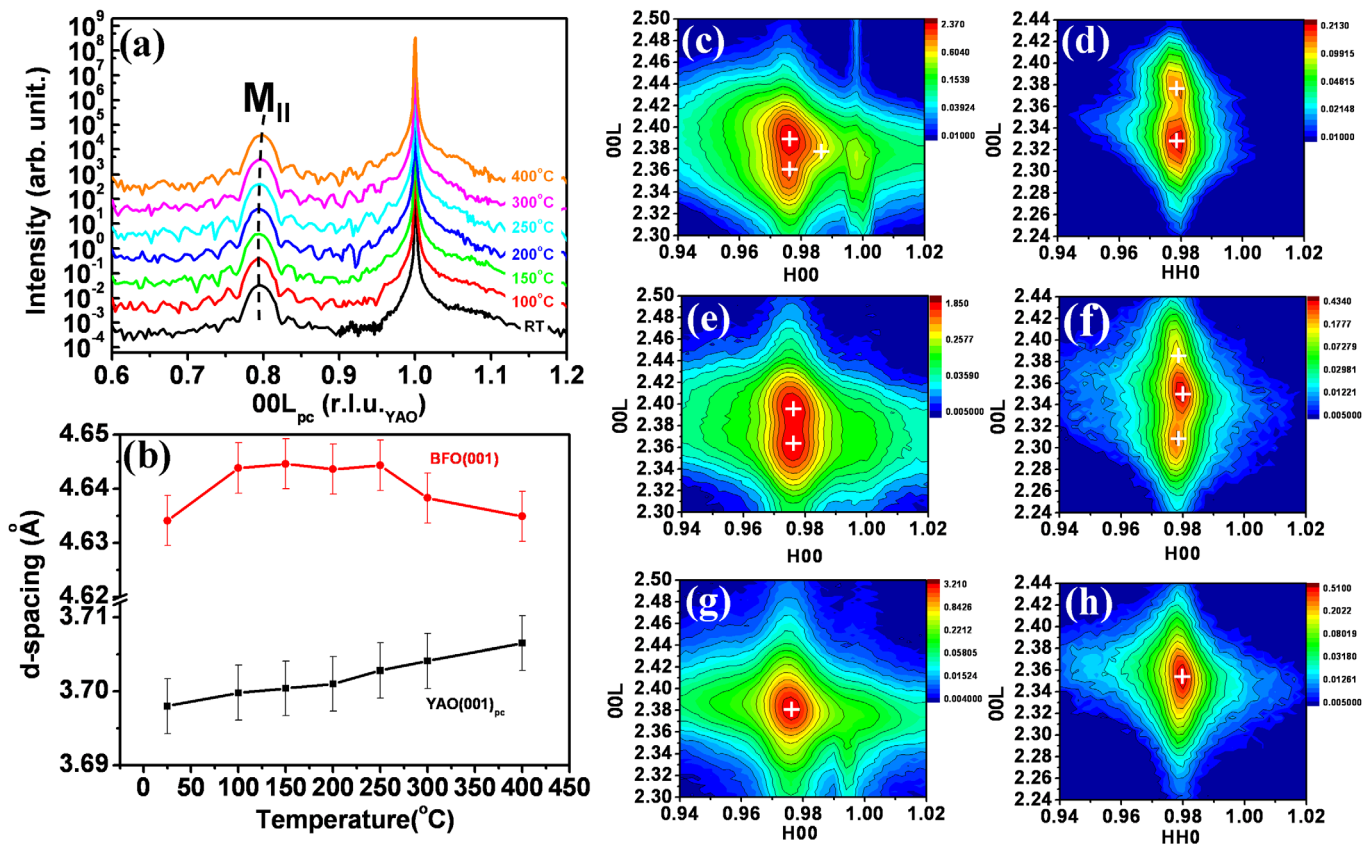 (a)
Intensity (arb. unit.)
10⁹
10⁸
10⁷
10⁶
10⁵
10⁴
10³
10²
10¹
10⁰
10⁻¹
10⁻²
10⁻³
10⁻⁴
M_II
400°C
300°C
250°C
200°C
150°C
100°C
RT
0.6 0.7 0.8 0.9 1.0 1.1 1.2
00L_pc (r.l.u._YAO)
(b)
d-spacing (Å)
4.65
4.64
4.63
4.62
3.71
3.70
3.69
BFO(001)
YAO(001)_pc
0 50 100 150 200 250 300 350 400 450
Temperature(°C)
(c)
00L
2.50
2.48
2.46
2.44
2.42
2.40
2.38
2.36
2.34
2.32
2.30
0.94 0.96 0.98 1.00 1.02
H00
2.370
0.6040
0.1539
0.03924
0.01000
(d)
00L
2.44
2.42
2.40
2.38
2.36
2.34
2.32
2.30
2.28
2.26
2.24
0.94 0.96 0.98 1.00 1.02
HH0
0.2130
0.09915
0.04615
0.02148
0.01000
(e)
00L
2.50
2.48
2.46
2.44
2.42
2.40
2.38
2.36
2.34
2.32
2.30
0.94 0.96 0.98 1.00 1.02
H00
1.850
0.2577
0.03590
0.005000
(f)
00L
2.44
2.42
2.40
2.38
2.36
2.34
2.32
2.30
2.28
2.26
2.24
0.94 0.96 0.98 1.00 1.02
HH0
0.4340
0.1777
0.07279
0.02981
0.01221
0.005000
(g)
00L
2.50
2.48
2.46
2.44
2.42
2.40
2.38
2.36
2.34
2.32
2.30
0.94 0.96 0.98 1.00 1.02
H00
3.210
0.8426
0.2212
0.05805
0.01524
0.004000
(h)
00L
2.44
2.42
2.40
2.38
2.36
2.34
2.32
2.30
2.28
2.26
2.24
0.94 0.96 0.98 1.00 1.02
HH0
0.5100
0.2022
0.08019
0.03180
0.01261
0.005000